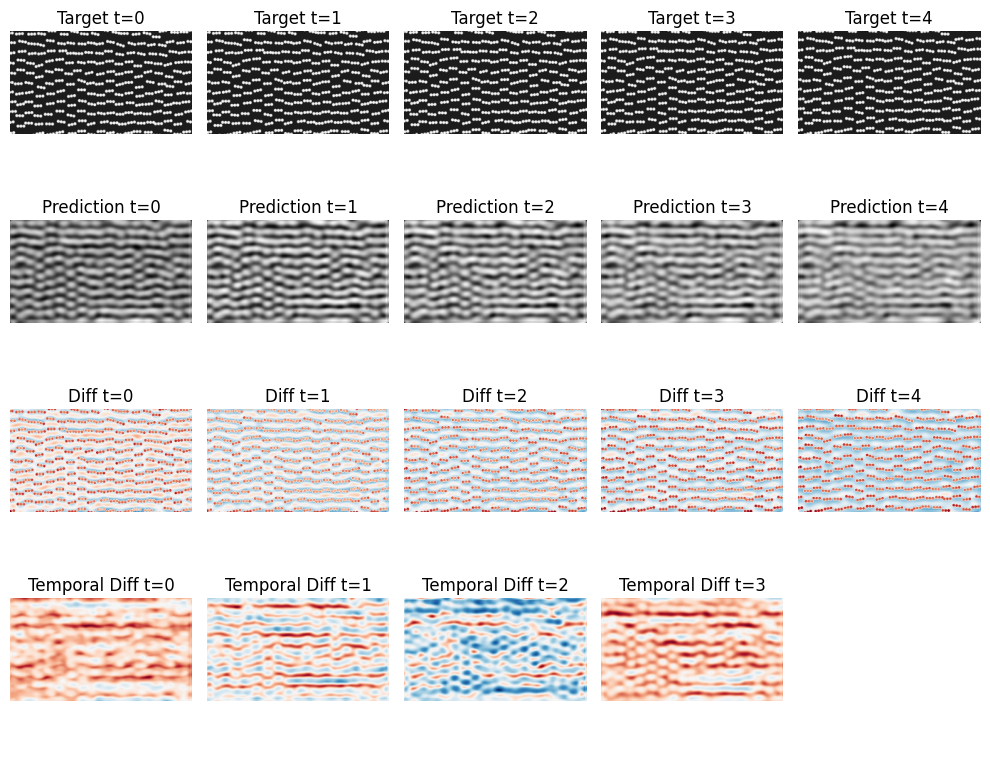 Target t=0 Target t=1 Target t=2 Target t=3 Target t=4
Prediction t=0 Prediction t=1 Prediction t=2 Prediction t=3 Prediction t=4
Diff t=0 Diff t=1 Diff t=2 Diff t=3 Diff t=4
Temporal Diff t=0 Temporal Diff t=1 Temporal Diff t=2 Temporal Diff t=3